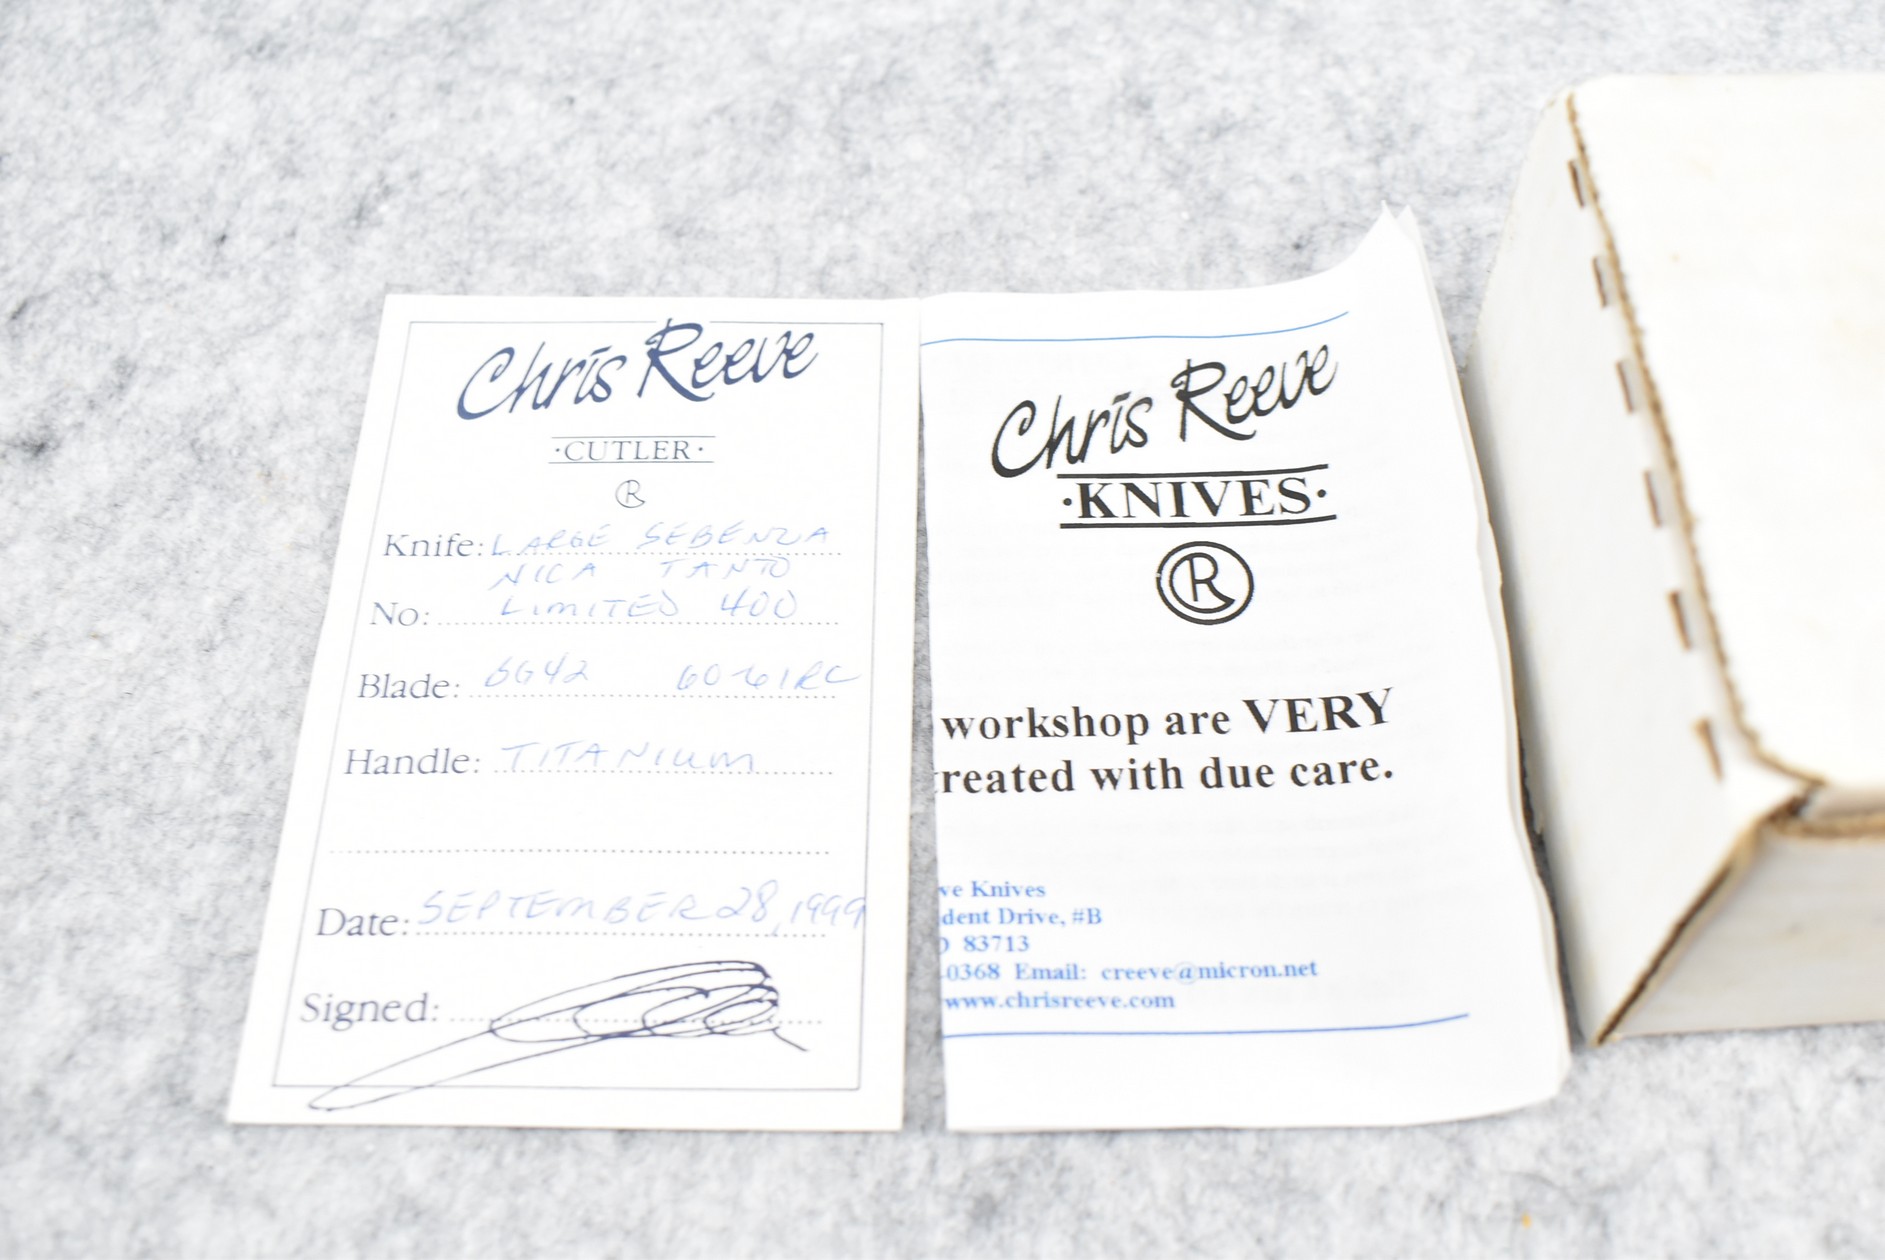 Chris Reeve
·CUTLER·
R
Knife: LARGE SEBENZA
NICA TANTO
No: LIMITED 400
Blade: BG42 60-61RC
Handle: TITANIUM
Date: SEPTEMBER 28, 1999
Signed:
Chris Reeve
·KNIVES·
R
workshop are VERY
reated with due care.
ve Knives
dent Drive, #B
83713
-0368 Email: creeve@micron.net
www.chrisreeve.com